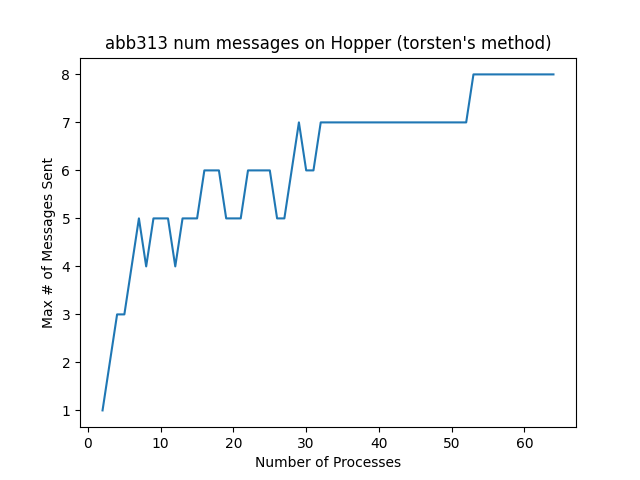 abb313 num messages on Hopper (torsten's method)
8
7
6
5
4
3
2
1
Max # of Messages Sent
0 10 20 30 40 50 60
Number of Processes